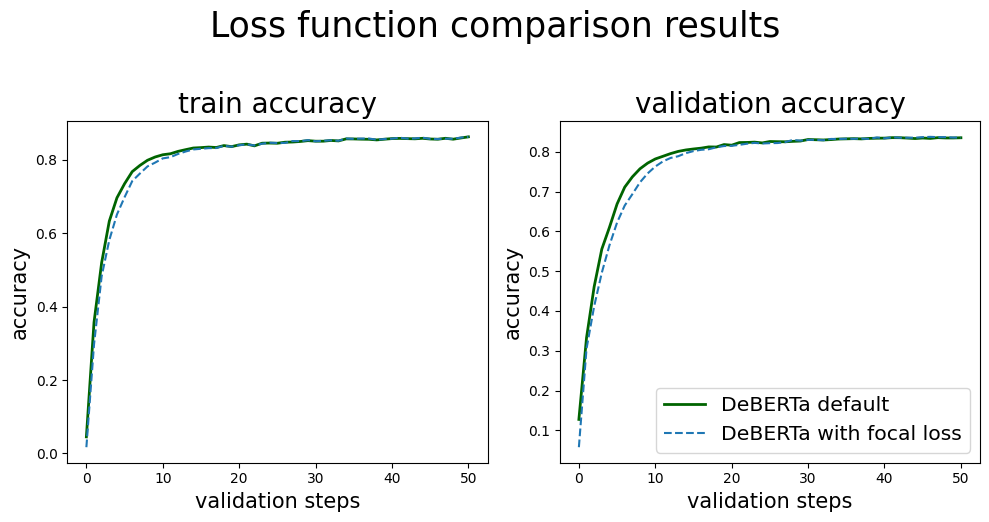 Loss function comparison results
train accuracy
accuracy
0.8
0.6
0.4
0.2
0.0
0 10 20 30 40 50
validation steps
validation accuracy
accuracy
0.8
0.7
0.6
0.5
0.4
0.3
0.2
0.1
DeBERTa default
DeBERTa with focal loss
0 10 20 30 40 50
validation steps